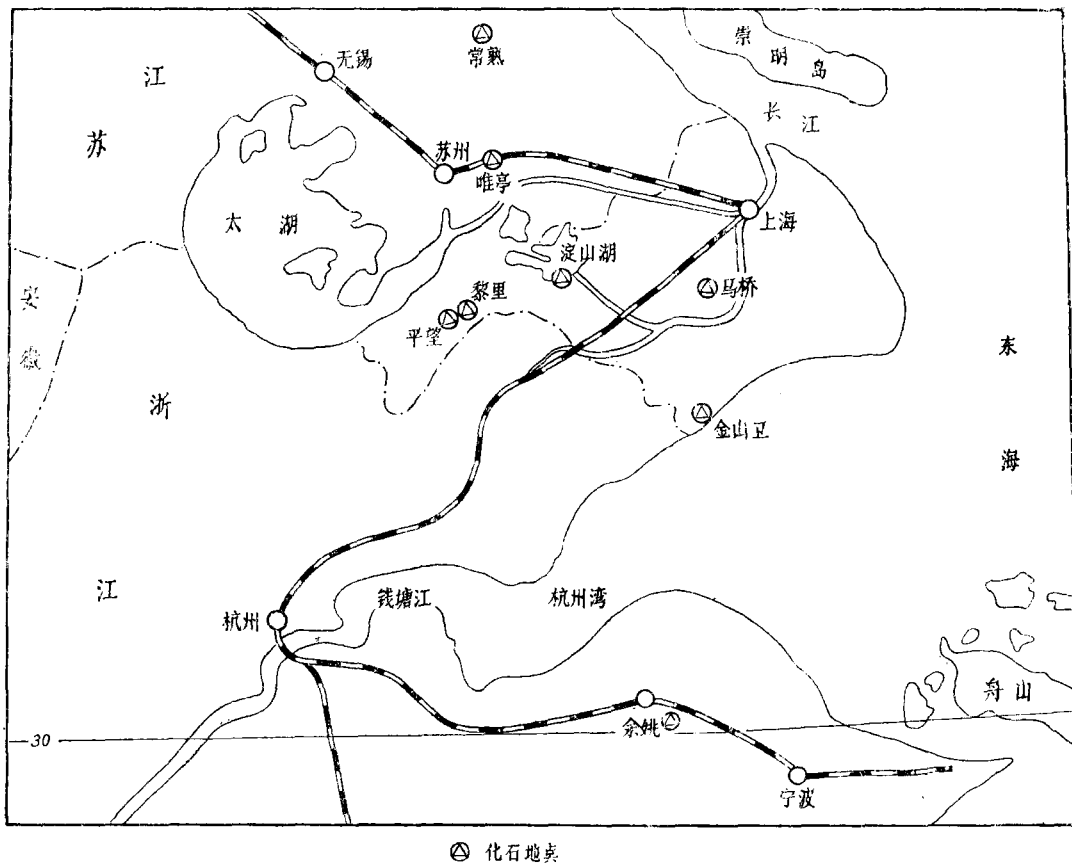 崇明岛
常熟
无锡
江苏
长江
苏州
唯亭
太湖
上海
淀山湖
安徽
黎里
马桥
平望
东海
浙江
金山卫
钱塘江
杭州湾
杭州
舟山
余姚
30
宁波
化石地点